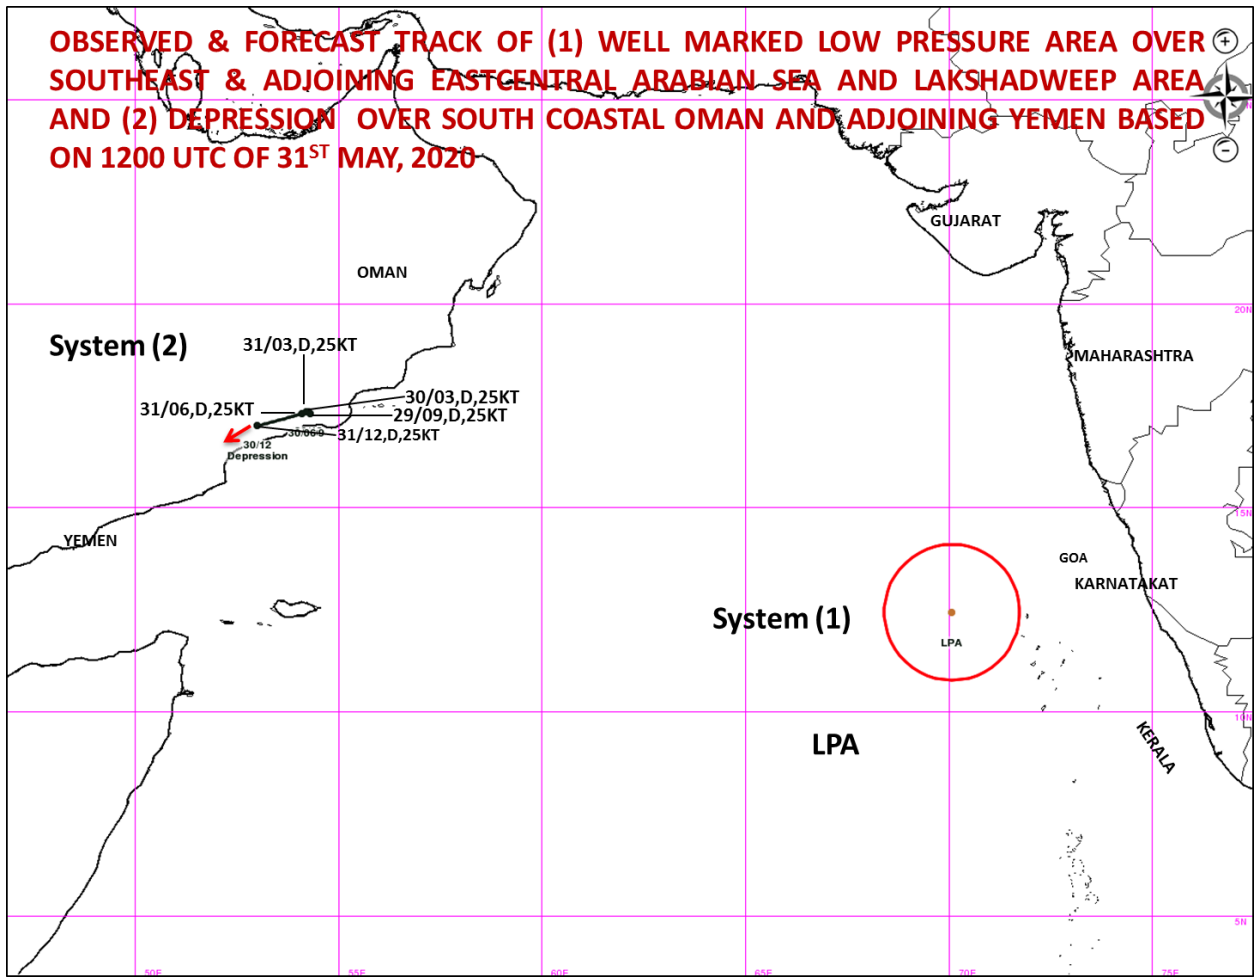 OBSERVED & FORECAST TRACK OF (1) WELL MARKED LOW PRESSURE AREA OVER
SOUTHEAST & ADJOINING EASTCENTRAL ARABIAN SEA AND LAKSHADWEEP AREA
AND (2) DEPRESSION OVER SOUTH COASTAL OMAN AND ADJOINING YEMEN BASED
ON 1200 UTC OF 31ST MAY, 2020
+
−
GUJARAT
OMAN
20N
System (2)
31/03,D,25KT
MAHARASHTRA
30/03,D,25KT
31/06,D,25KT
29/09,D,25KT
31/12,D,25KT
30/12
Depression
15N
YEMEN
GOA
KARNATAKAT
System (1)
LPA
10N
KERALA
LPA
5N
50E
55E
60E
65E
70E
75E